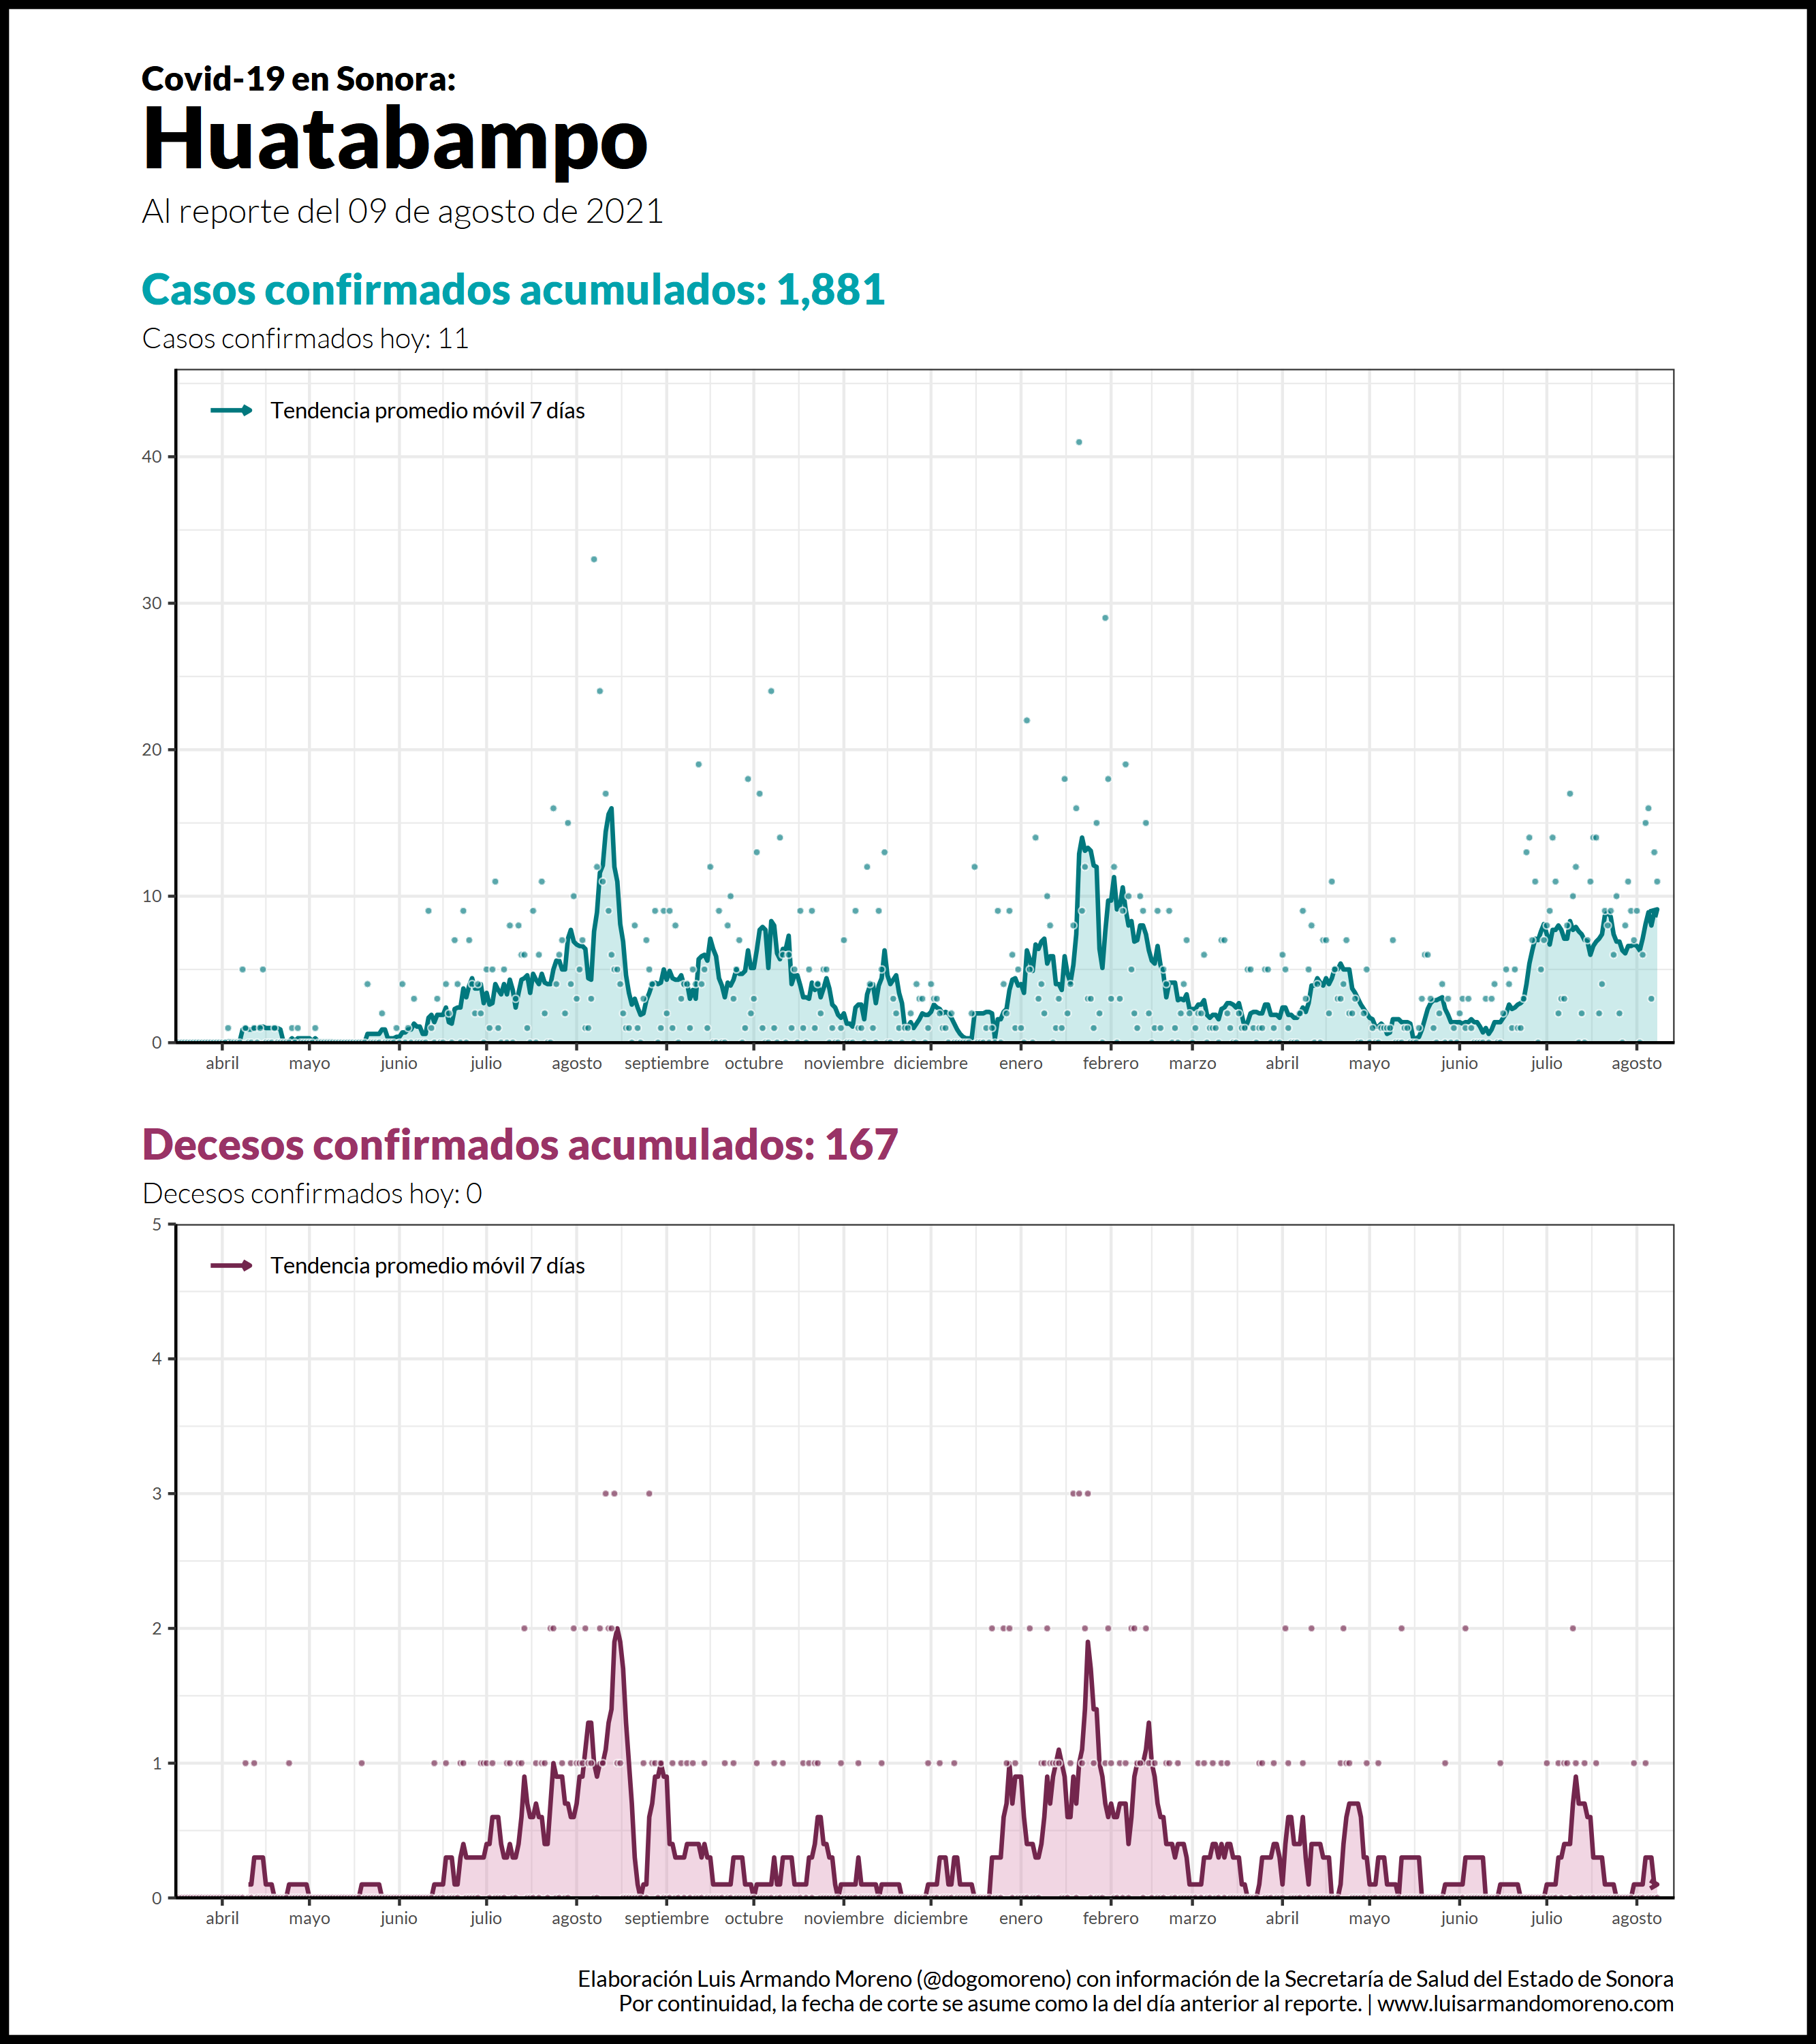 Covid-19 en Sonora:
Huatabampo
Al reporte del 09 de agosto de 2021
Casos confirmados acumulados: 1,881
Casos confirmados hoy: 11
Tendencia promedio móvil 7 días
40
30
20
10
0
abril mayo junio julio agosto septiembre octubre noviembre diciembre enero febrero marzo abril mayo junio julio agosto
Decesos confirmados acumulados: 167
Decesos confirmados hoy: 0
5
Tendencia promedio móvil 7 días
4
3
2
1
0
abril mayo junio julio agosto septiembre octubre noviembre diciembre enero febrero marzo abril mayo junio julio agosto
Elaboración Luis Armando Moreno (@dogomoreno) con información de la Secretaría de Salud del Estado de Sonora
Por continuidad, la fecha de corte se asume como la del día anterior al reporte. | www.luisarmandomoreno.com